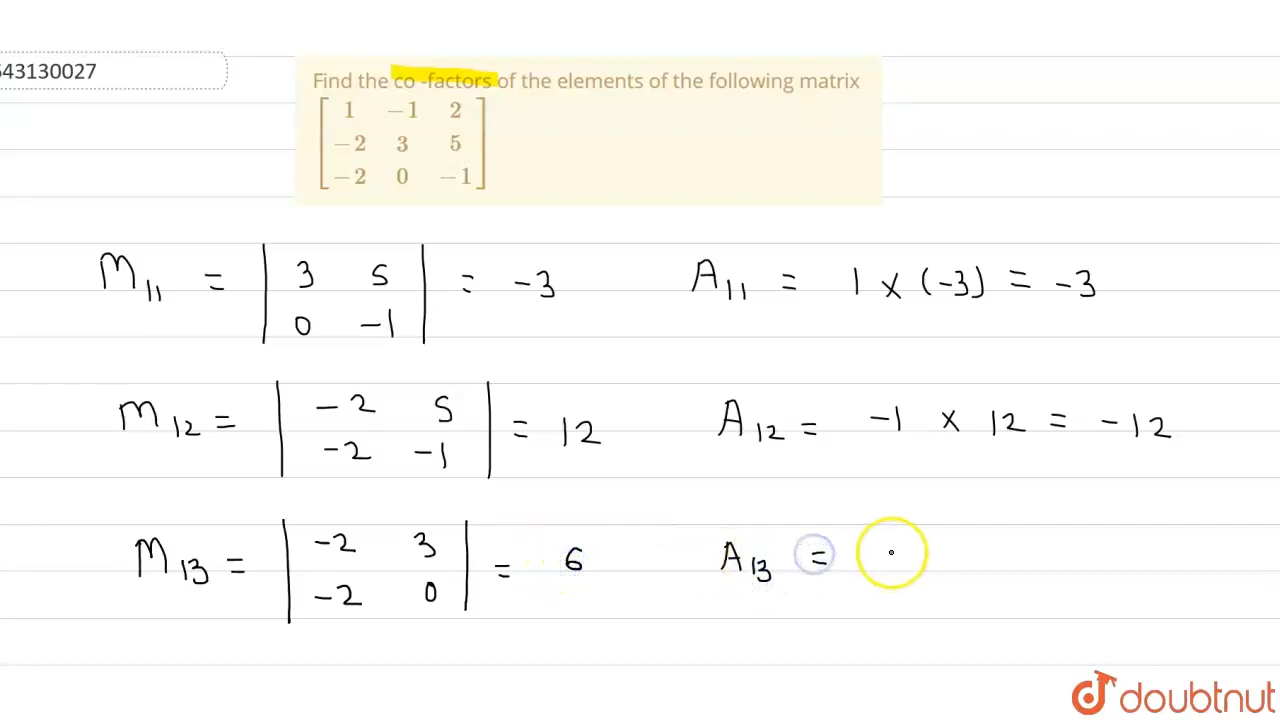 643130027
Find the co -factors of the elements of the following matrix
1 −1 2
−2 3 5
−2 0 −1
M11 = | 3 5 | = -3 A11 = 1 × (-3) = -3
0 -1
M12 = | -2 5 | = 12 A12 = -1 × 12 = -12
-2 -1
M13 = | -2 3 | = 6 A13 =
-2 0
doubtnut